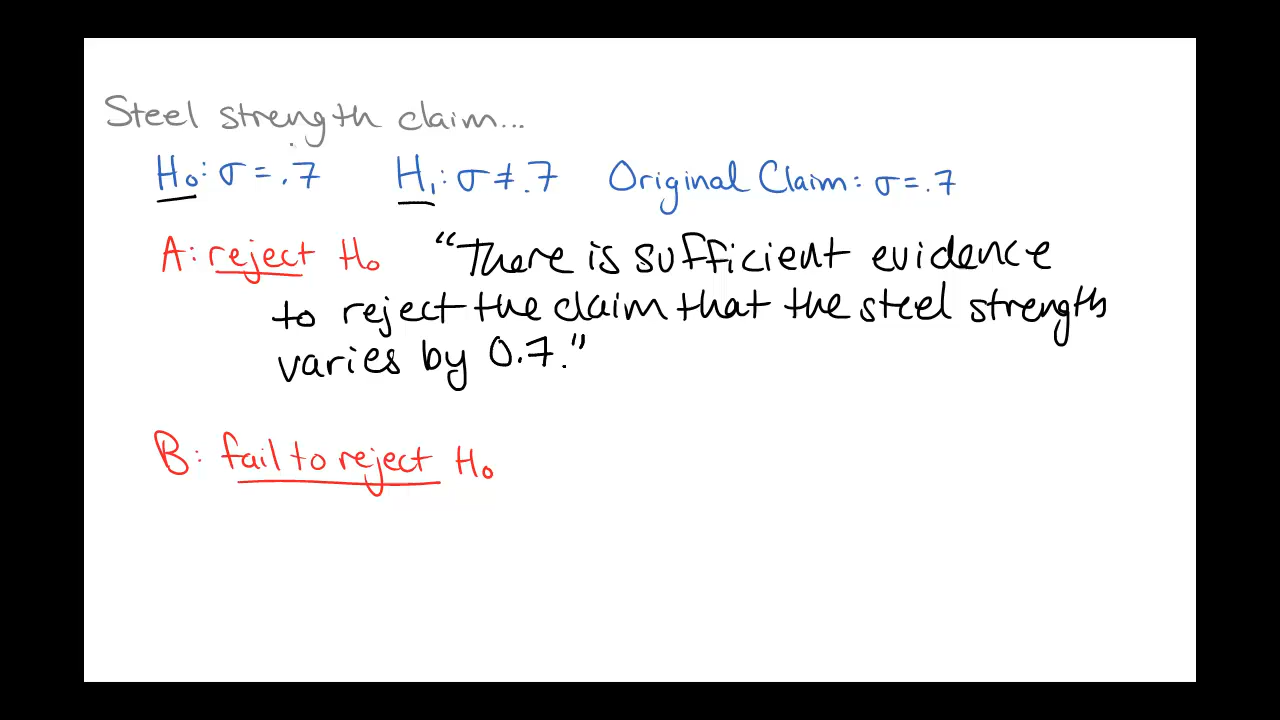 Steel strength claim...
H₀: σ = .7 H₁: σ ≠ .7 Original Claim: σ = .7
A: reject H₀ "There is sufficient evidence
to reject the claim that the steel strength
varies by 0.7."
B: fail to reject H₀